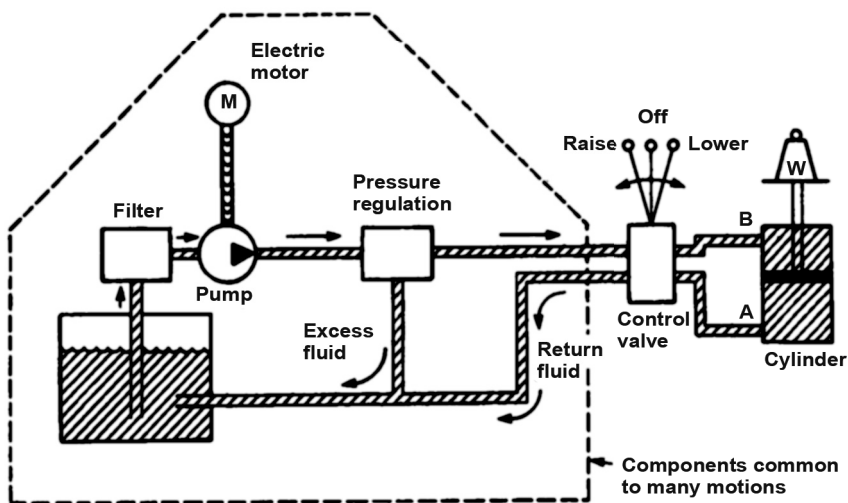 Electric
motor
M
Off
Raise
Lower
W
Pressure
regulation
Filter
B
Pump
A
Excess
fluid
Return
fluid
Control
valve
Cylinder
Components common
to many motions